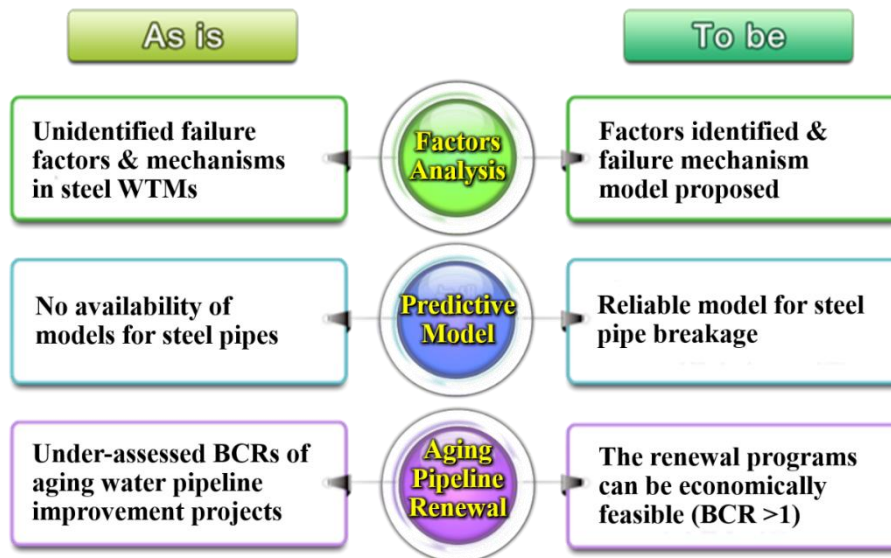 As is
To be
Unidentified failure
factors & mechanisms
in steel WTMs
Factors
Analysis
Factors identified &
failure mechanism
model proposed
No availability of
models for steel pipes
Predictive
Model
Reliable model for steel
pipe breakage
Under-assessed BCRs of
aging water pipeline
improvement projects
Aging
Pipeline
Renewal
The renewal programs
can be economically
feasible (BCR >1)